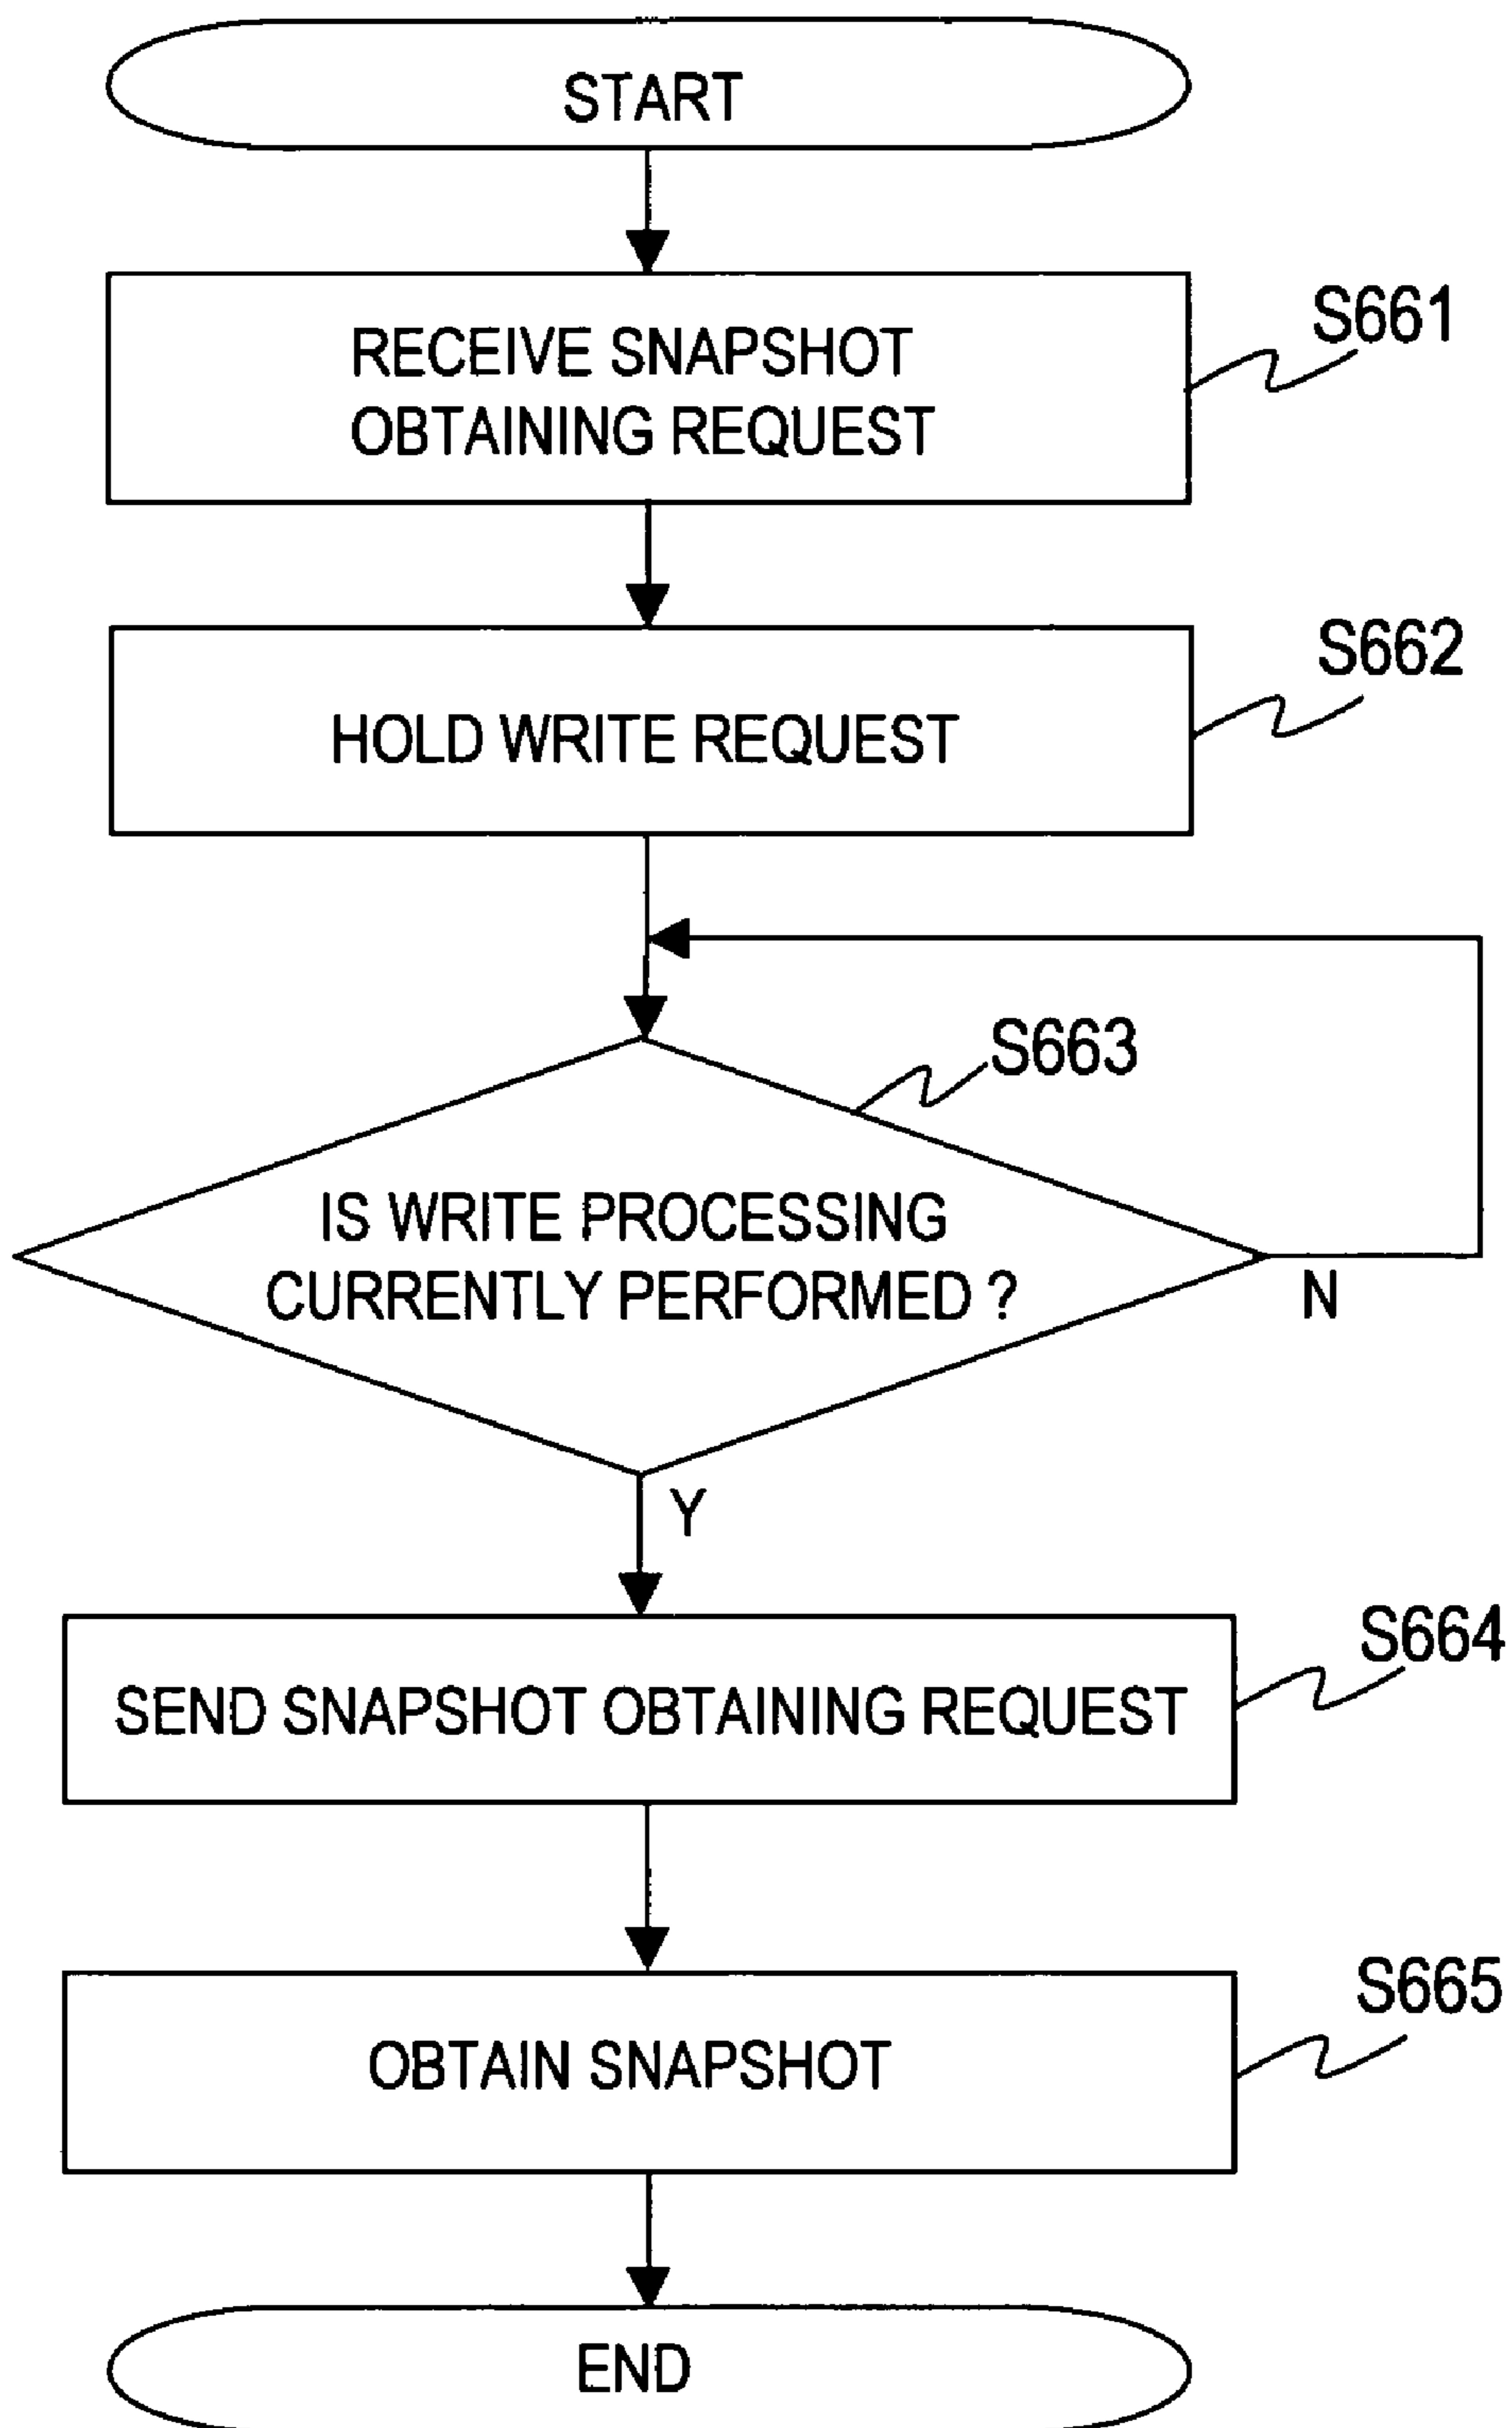 START
RECEIVE SNAPSHOT
OBTAINING REQUEST
S661
HOLD WRITE REQUEST
S662
S663
IS WRITE PROCESSING
CURRENTLY PERFORMED ?
N
Y
SEND SNAPSHOT OBTAINING REQUEST
S664
OBTAIN SNAPSHOT
S665
END